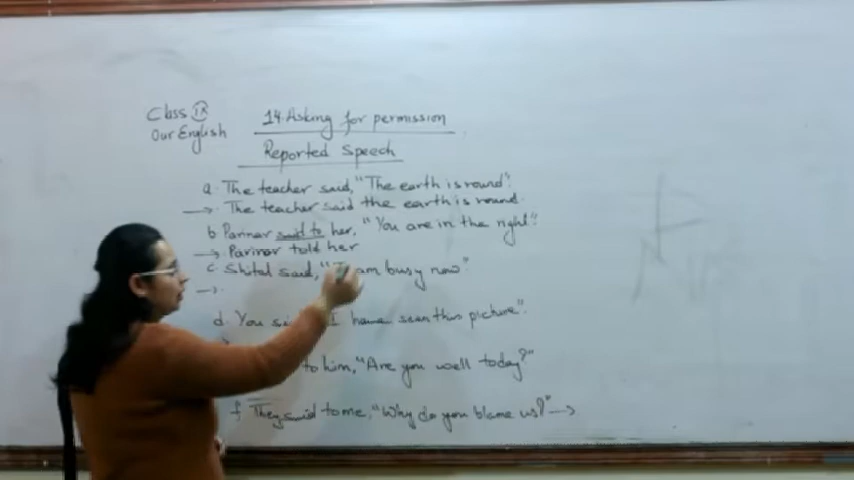 Class IX
Our English
14. Asking for permission
Reported Speech
a. The teacher said, "The earth is round".
→ The teacher said the earth is round.
b Parinar said to her, "You are in the right".
→ Parinar told her
c. Shital said, " am busy now".
→
d. You I have seen this picture".
to him, "Are you well today?"
f. They said to me, "Why do you blame us?" →